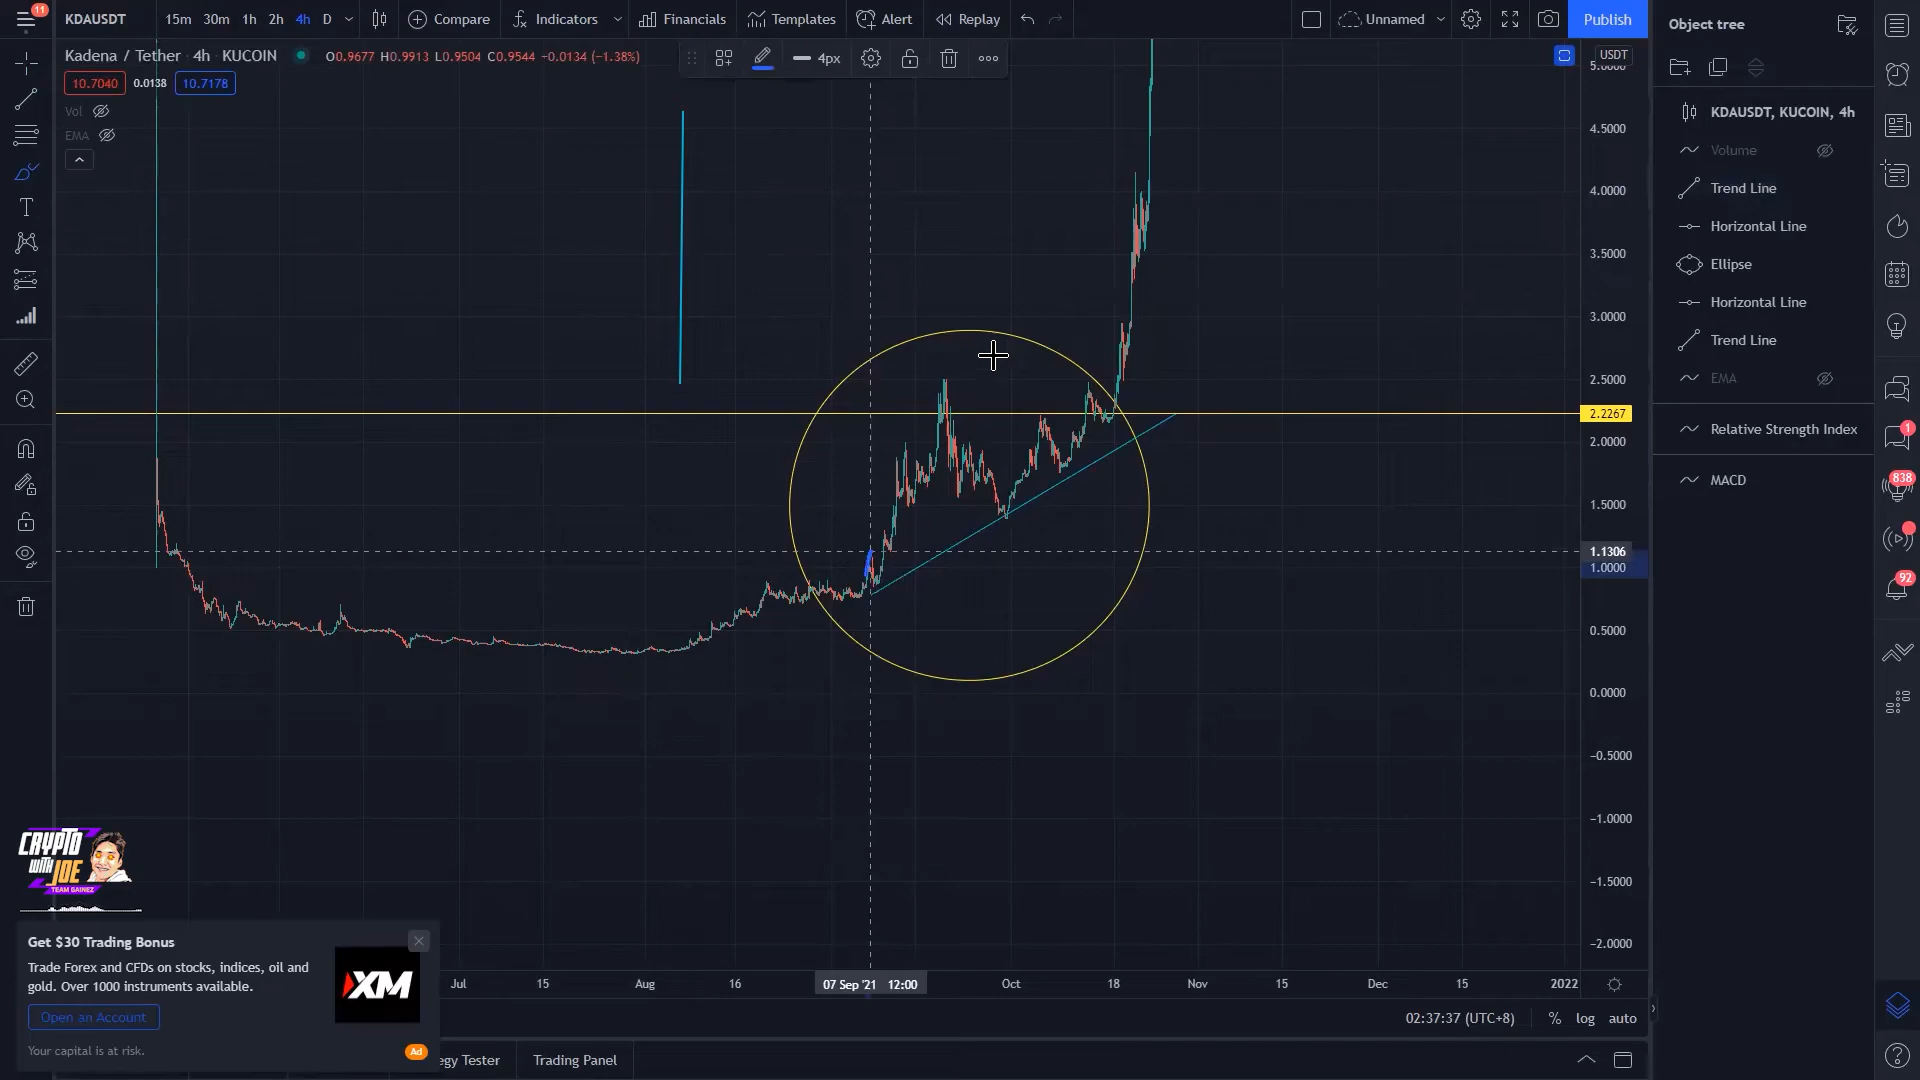 11
KDAUSDT
15m 30m 1h 2h 4h D
Compare
Indicators
Financials
Templates
Alert
Replay
Unnamed
Publish
Kadena / Tether · 4h · KUCOIN
O0.9677 H0.9913 L0.9504 C0.9544 −0.0134 (−1.38%)
10.7040 0.0138 10.7178
Vol
EMA
4px
USDT
4.5000
4.0000
3.5000
3.0000
2.5000
2.2267
2.0000
1.5000
1.1306
1.0000
0.5000
0.0000
−0.5000
−1.0000
−1.5000
−2.0000
Jul 15 Aug 16 07 Sep '21 12:00 Oct 18 Nov 15 Dec 15 2022
02:37:37 (UTC+8) % log auto
Trading Panel
CRYPTO
WITH JOE
TEAM GAINEZ
Get $30 Trading Bonus
Trade Forex and CFDs on stocks, indices, oil and
gold. Over 1000 instruments available.
Open an Account
Your capital is at risk.
XM
Ad
egy Tester
Object tree
KDAUSDT, KUCOIN, 4h
Volume
Trend Line
Horizontal Line
Ellipse
Horizontal Line
Trend Line
EMA
Relative Strength Index
MACD
1
838
92